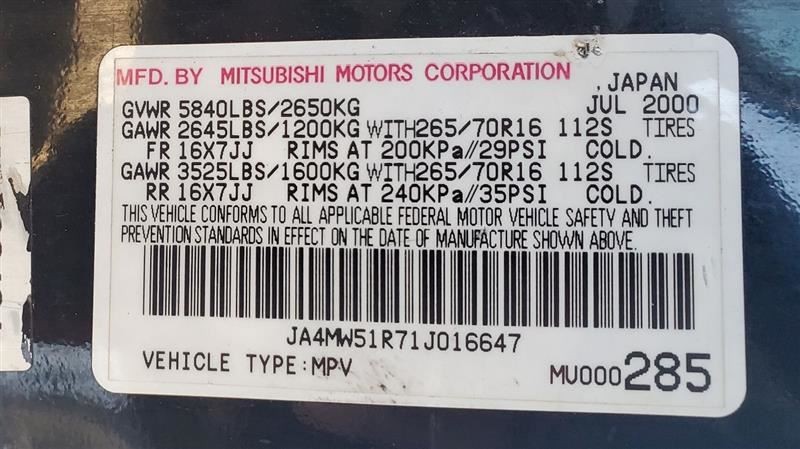 MFD. BY MITSUBISHI MOTORS CORPORATION , JAPAN
GVWR 5840LBS/2650KG JUL 2000
GAWR 2645LBS/1200KG WITH265/70R16 112S TIRES
FR 16X7JJ RIMS AT 200KPa//29PSI COLD.
GAWR 3525LBS/1600KG WITH265/70R16 112S TIRES
RR 16X7JJ RIMS AT 240KPa//35PSI COLD.
THIS VEHICLE CONFORMS TO ALL APPLICABLE FEDERAL MOTOR VEHICLE SAFETY AND THEFT
PREVENTION STANDARDS IN EFFECT ON THE DATE OF MANUFACTURE SHOWN ABOVE.
JA4MW51R71J016647
VEHICLE TYPE:MPV MU000285